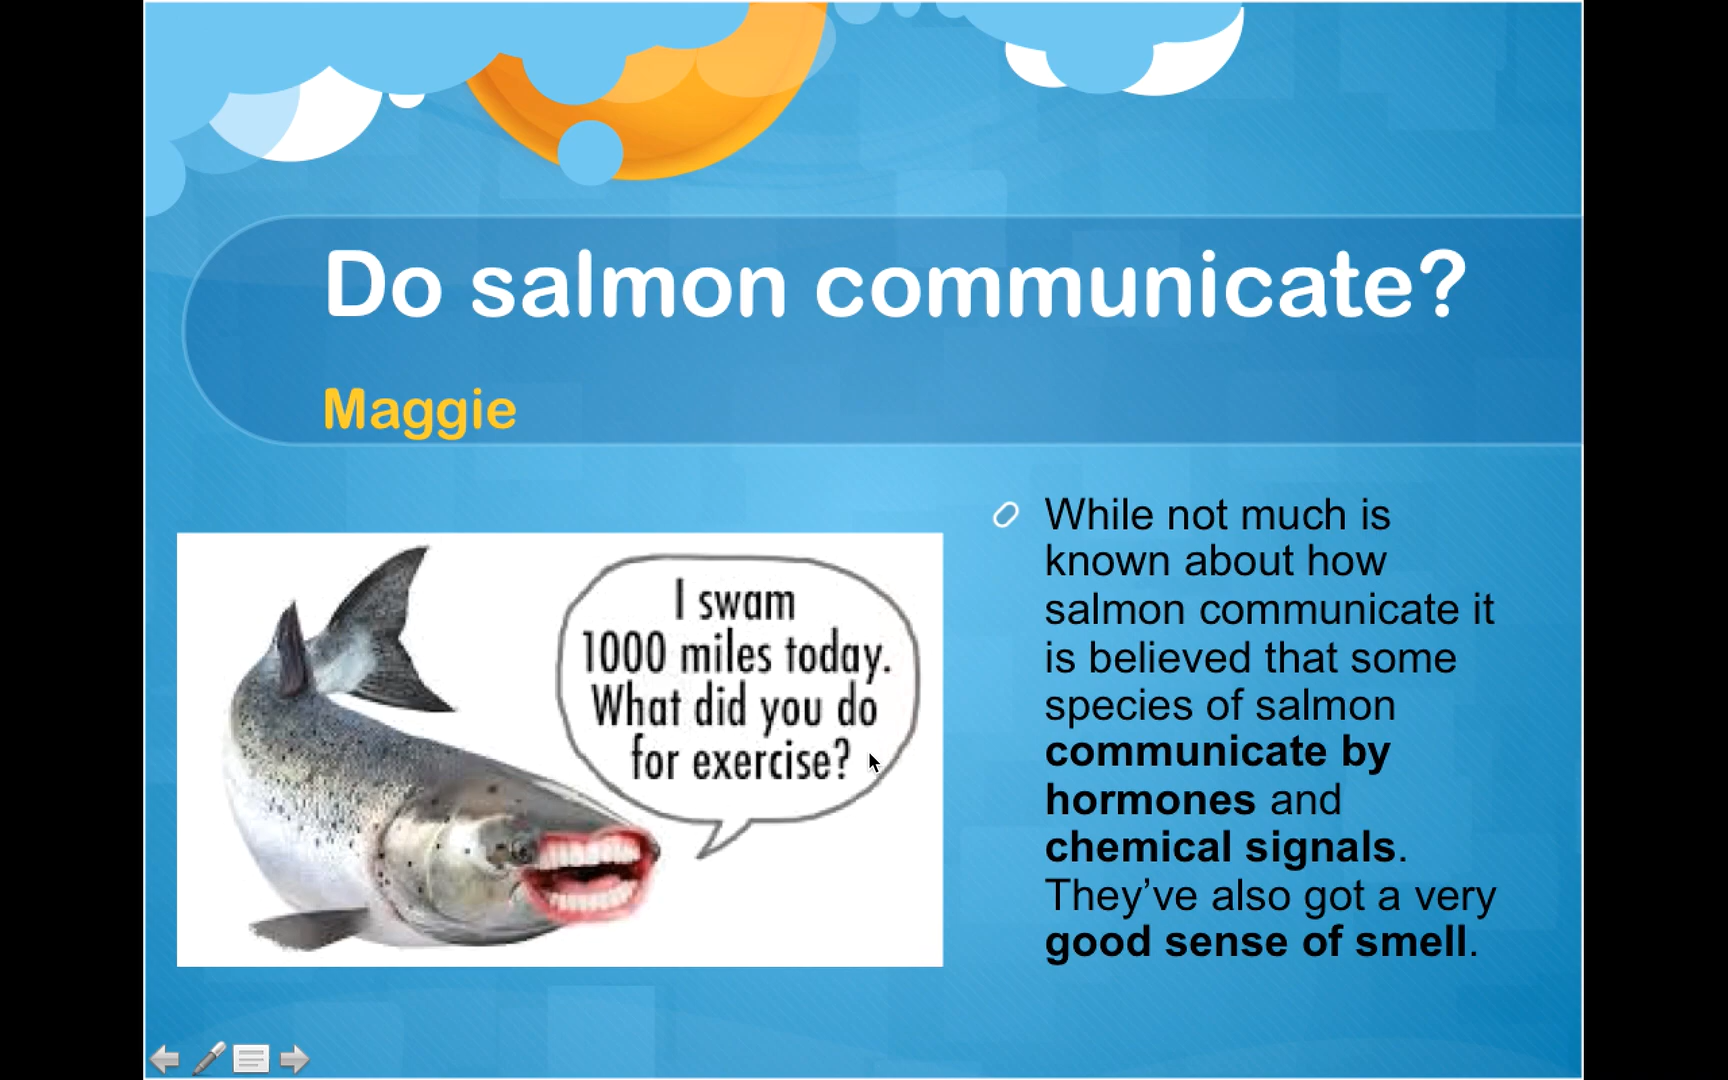 Do salmon communicate?
Maggie
I swam
1000 miles today.
What did you do
for exercise?
While not much is
known about how
salmon communicate it
is believed that some
species of salmon
communicate by
hormones and
chemical signals.
They’ve also got a very
good sense of smell.